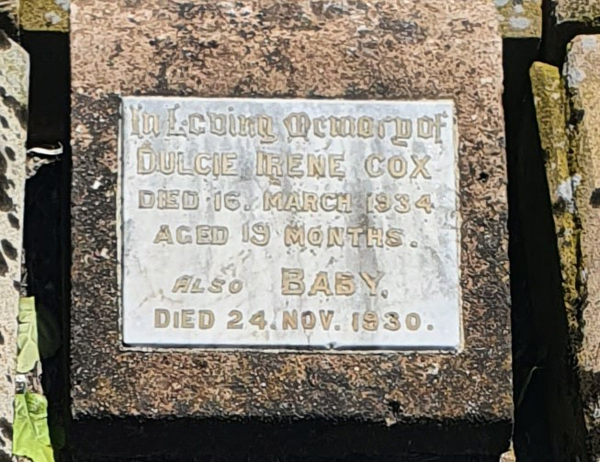 In Loving Memory of
DULCIE IRENE COX
DIED 16. MARCH 1934
AGED 19 MONTHS.
ALSO BABY,
DIED 24. NOV. 1930.